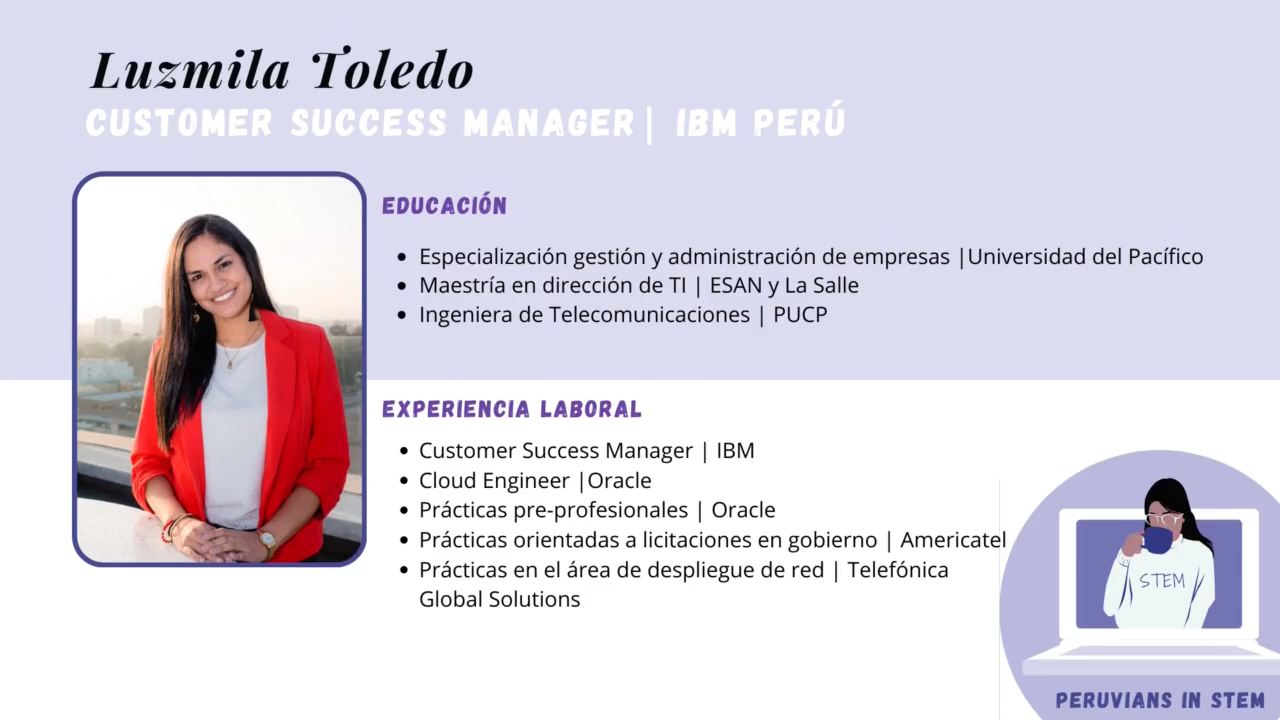 Luzmila Toledo
CUSTOMER SUCCESS MANAGER| IBM PERÚ
EDUCACIÓN
• Especialización gestión y administración de empresas |Universidad del Pacífico
• Maestría en dirección de TI | ESAN y La Salle
• Ingeniera de Telecomunicaciones | PUCP
EXPERIENCIA LABORAL
• Customer Success Manager | IBM
• Cloud Engineer |Oracle
• Prácticas pre-profesionales | Oracle
• Prácticas orientadas a licitaciones en gobierno | Americatel
• Prácticas en el área de despliegue de red | Telefónica
Global Solutions
STEM
PERUVIANS IN STEM